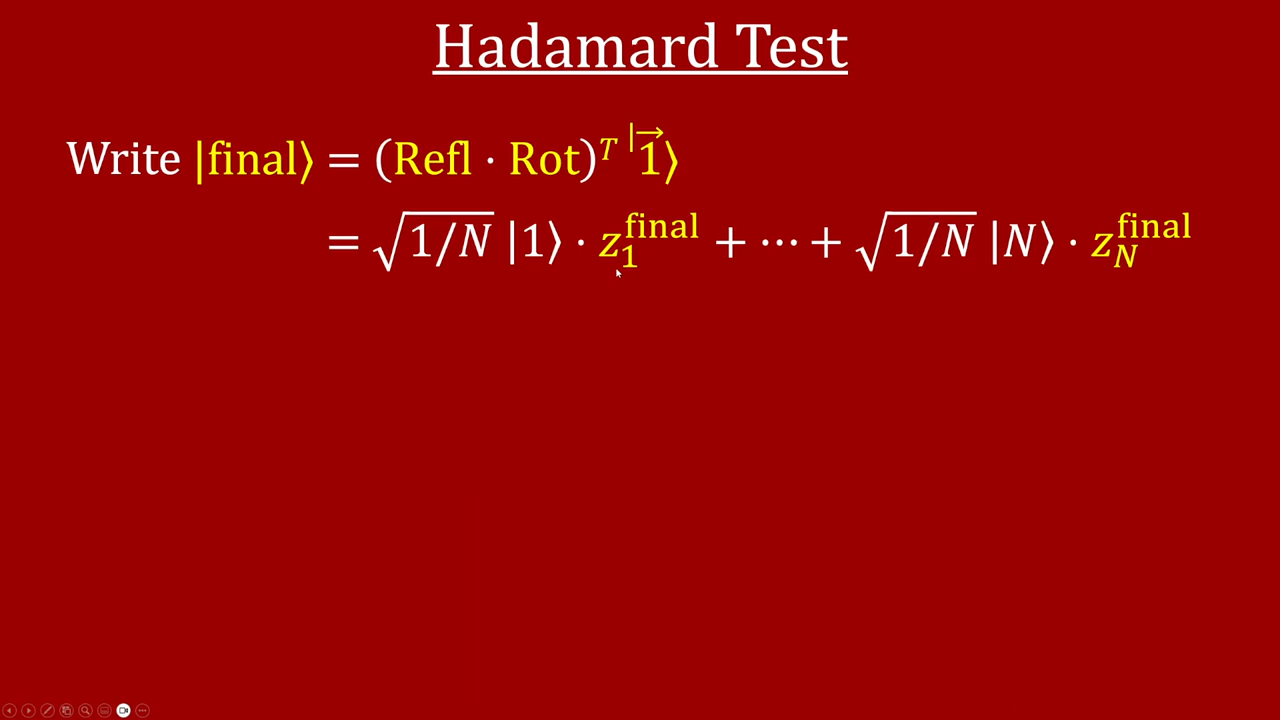 Hadamard Test
Write |final⟩ = (Refl · Rot)^T |1⃗⟩
= √(1/N) |1⟩ · z_1^final + ⋯ + √(1/N) |N⟩ · z_N^final